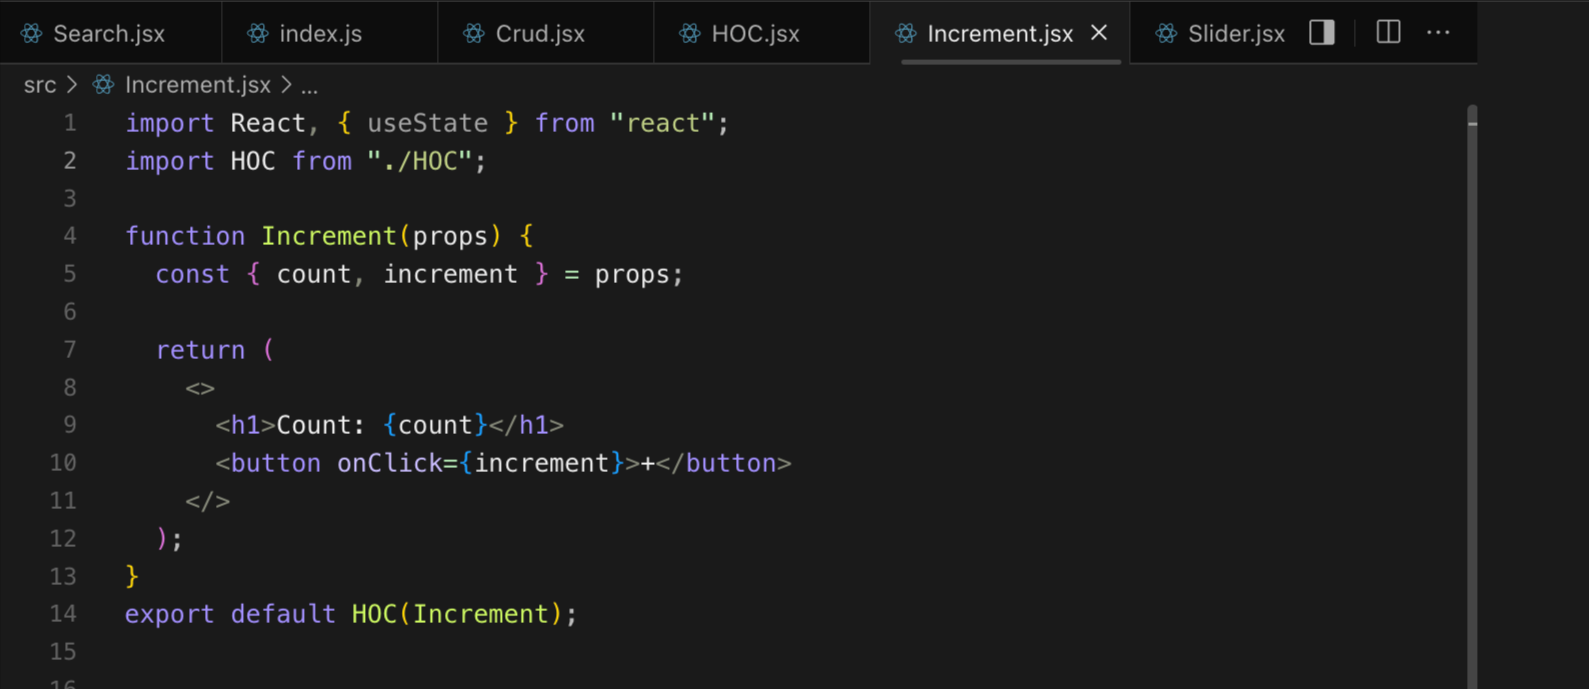 Search.jsx index.js Crud.jsx HOC.jsx Increment.jsx Slider.jsx
src > Increment.jsx > ...
1 import React, { useState } from "react";
2 import HOC from "./HOC";
3
4 function Increment(props) {
5   const { count, increment } = props;
6
7   return (
8     <>
9       <h1>Count: {count}</h1>
10       <button onClick={increment}>+</button>
11     </>
12   );
13 }
14 export default HOC(Increment);
15
16